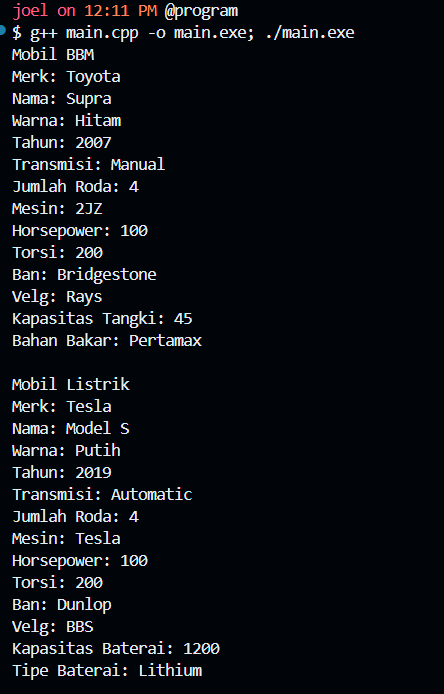 joel on 12:11 PM @program
$ g++ main.cpp -o main.exe; ./main.exe
Mobil BBM
Merk: Toyota
Nama: Supra
Warna: Hitam
Tahun: 2007
Transmisi: Manual
Jumlah Roda: 4
Mesin: 2JZ
Horsepower: 100
Torsi: 200
Ban: Bridgestone
Velg: Rays
Kapasitas Tangki: 45
Bahan Bakar: Pertamax

Mobil Listrik
Merk: Tesla
Nama: Model S
Warna: Putih
Tahun: 2019
Transmisi: Automatic
Jumlah Roda: 4
Mesin: Tesla
Horsepower: 100
Torsi: 200
Ban: Dunlop
Velg: BBS
Kapasitas Baterai: 1200
Tipe Baterai: Lithium